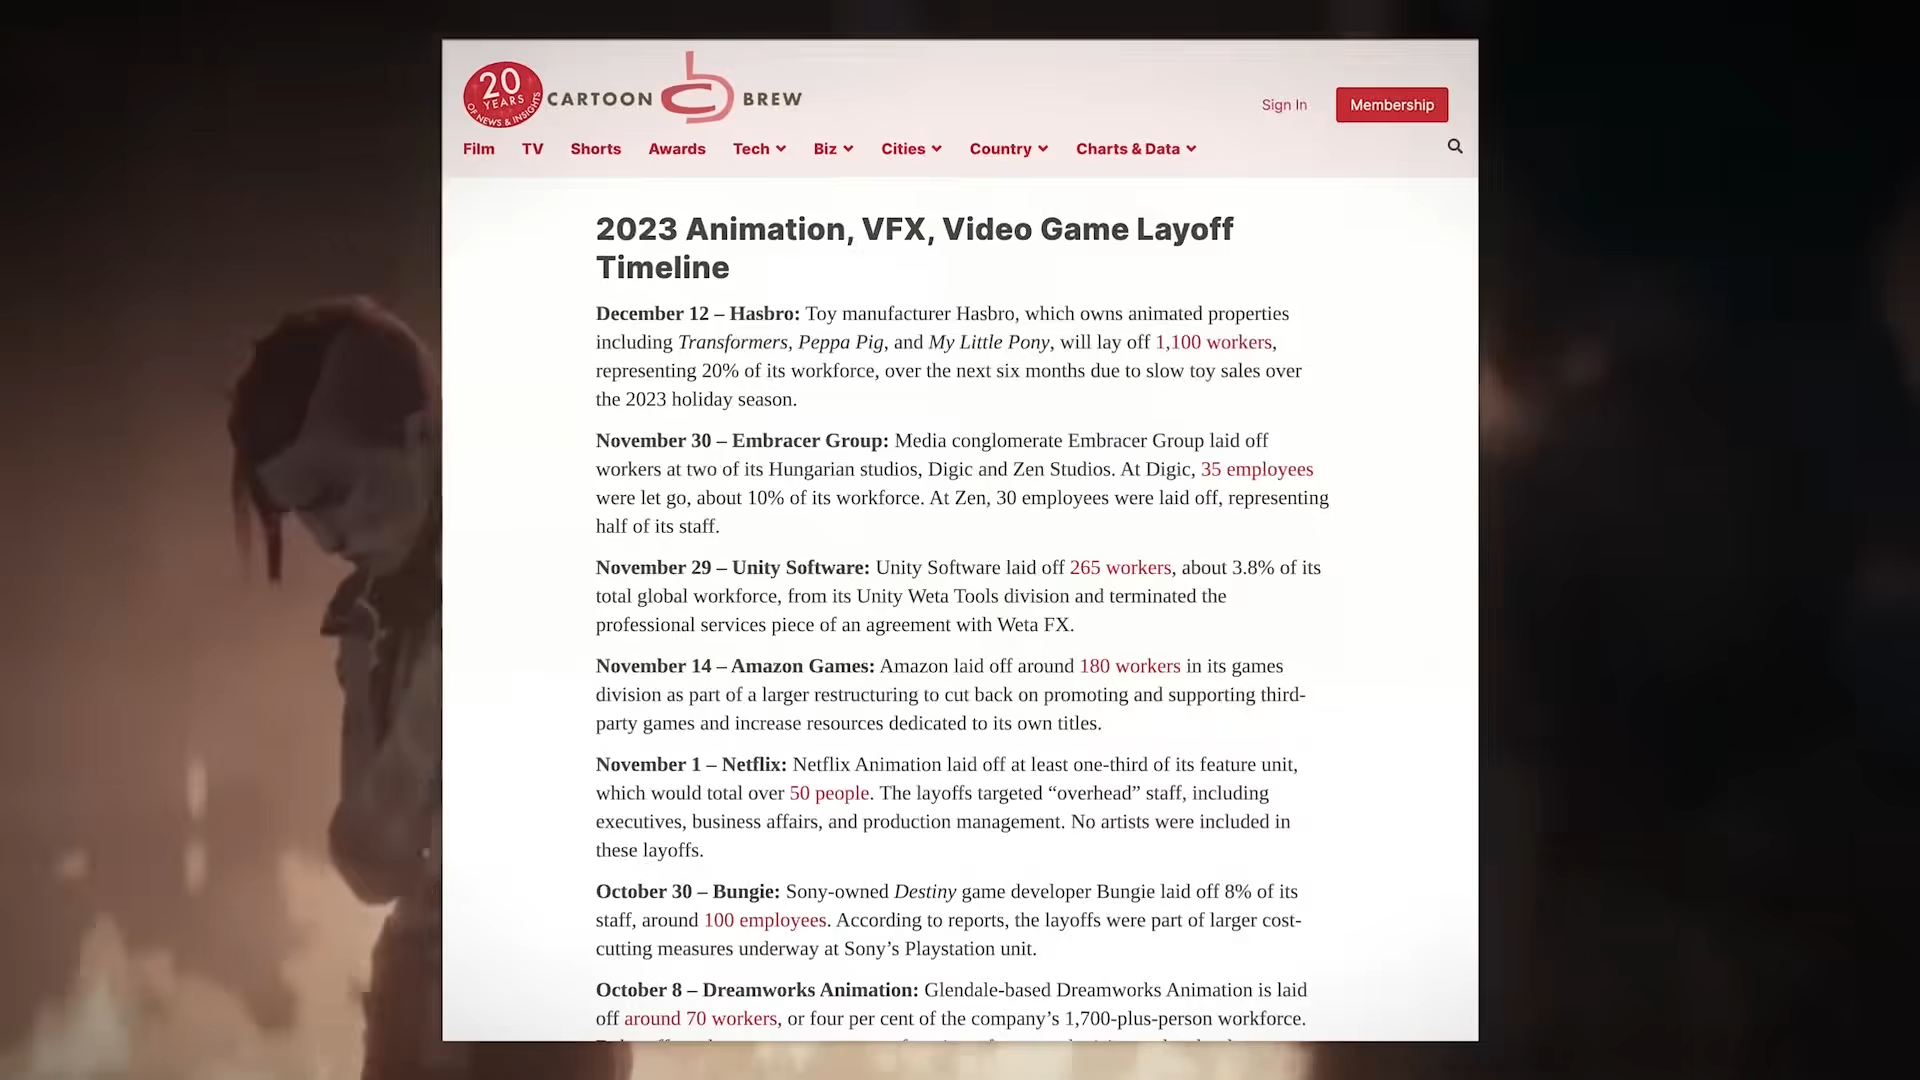 20
YEARS
OF NEWS & INSIGHTS
CARTOON BREW
Sign In
Membership
Film TV Shorts Awards Tech Biz Cities Country Charts & Data
2023 Animation, VFX, Video Game Layoff
Timeline
December 12 – Hasbro: Toy manufacturer Hasbro, which owns animated properties
including Transformers, Peppa Pig, and My Little Pony, will lay off 1,100 workers,
representing 20% of its workforce, over the next six months due to slow toy sales over
the 2023 holiday season.
November 30 – Embracer Group: Media conglomerate Embracer Group laid off
workers at two of its Hungarian studios, Digic and Zen Studios. At Digic, 35 employees
were let go, about 10% of its workforce. At Zen, 30 employees were laid off, representing
half of its staff.
November 29 – Unity Software: Unity Software laid off 265 workers, about 3.8% of its
total global workforce, from its Unity Weta Tools division and terminated the
professional services piece of an agreement with Weta FX.
November 14 – Amazon Games: Amazon laid off around 180 workers in its games
division as part of a larger restructuring to cut back on promoting and supporting third-
party games and increase resources dedicated to its own titles.
November 1 – Netflix: Netflix Animation laid off at least one-third of its feature unit,
which would total over 50 people. The layoffs targeted “overhead” staff, including
executives, business affairs, and production management. No artists were included in
these layoffs.
October 30 – Bungie: Sony-owned Destiny game developer Bungie laid off 8% of its
staff, around 100 employees. According to reports, the layoffs were part of larger cost-
cutting measures underway at Sony’s Playstation unit.
October 8 – Dreamworks Animation: Glendale-based Dreamworks Animation is laid
off around 70 workers, or four per cent of the company’s 1,700-plus-person workforce.